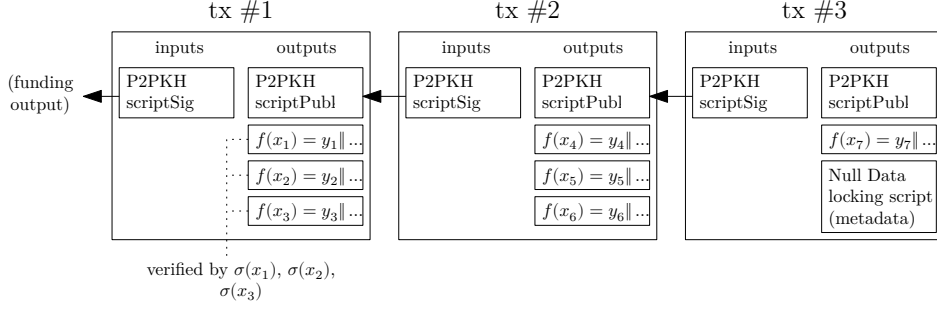 tx #1
tx #2
tx #3
inputs
outputs
inputs
outputs
inputs
outputs
(funding
output)
P2PKH
scriptSig
P2PKH
scriptPubl
P2PKH
scriptSig
P2PKH
scriptPubl
P2PKH
scriptSig
P2PKH
scriptPubl
f(x₁) = y₁∥ ...
f(x₂) = y₂∥ ...
f(x₃) = y₃∥ ...
f(x₄) = y₄∥ ...
f(x₅) = y₅∥ ...
f(x₆) = y₆∥ ...
f(x₇) = y₇∥ ...
Null Data
locking script
(metadata)
verified by σ(x₁), σ(x₂),
σ(x₃)